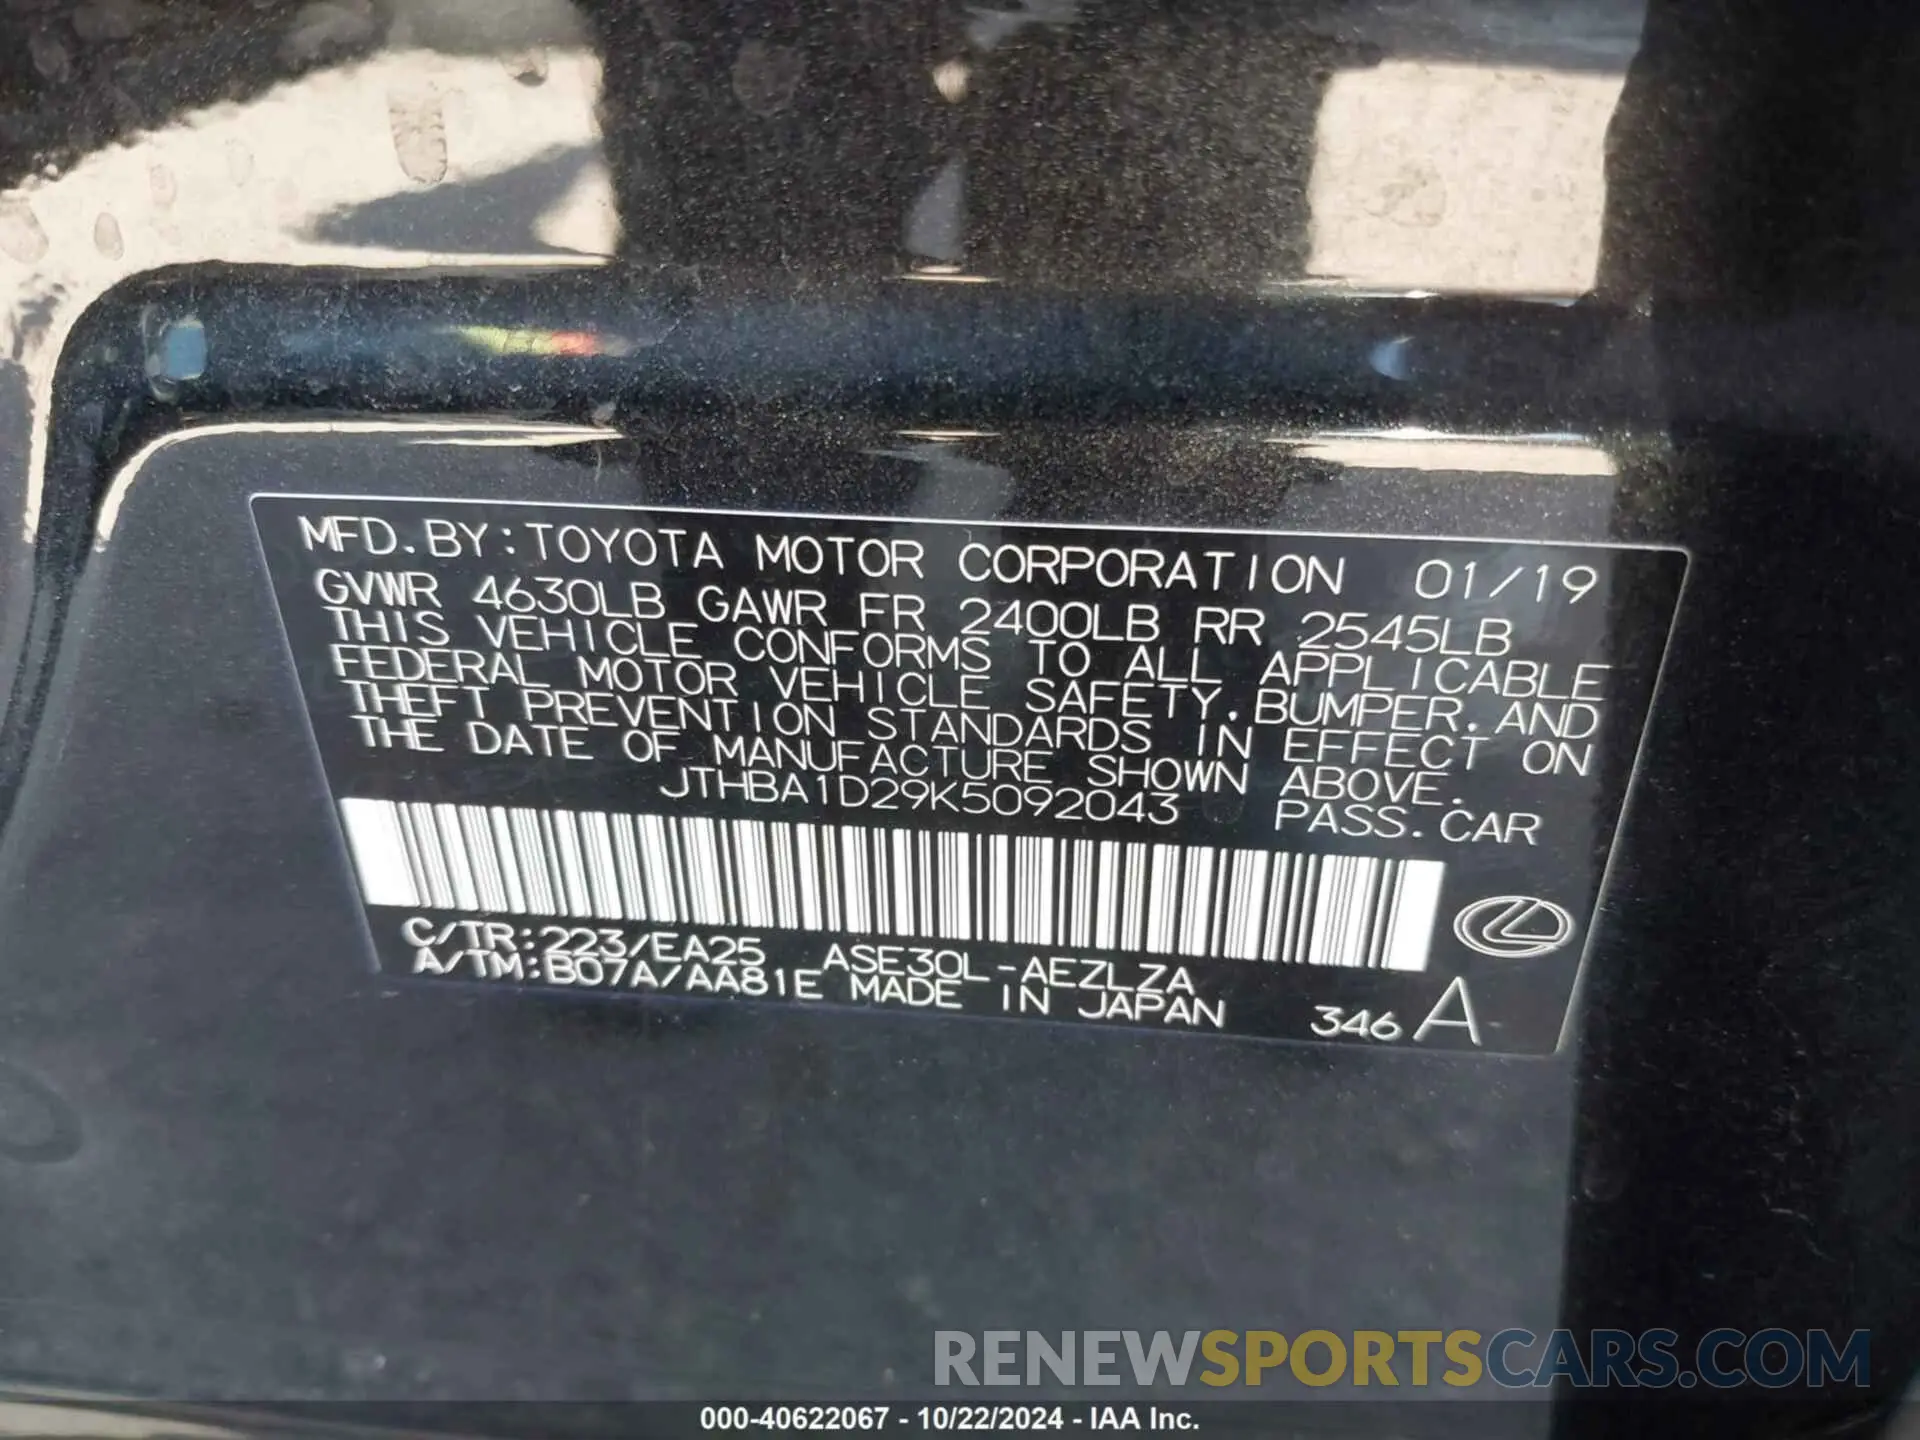 MFD.BY:TOYOTA MOTOR CORPORATION 01/19
GVWR 4630LB GAWR FR 2400LB RR 2545LB
THIS VEHICLE CONFORMS TO ALL APPLICABLE
FEDERAL MOTOR VEHICLE SAFETY,BUMPER,AND
THEFT PREVENTION STANDARDS IN EFFECT ON
THE DATE OF MANUFACTURE SHOWN ABOVE.
JTHBA1D29K5092043 PASS.CAR
C/TR:223/EA25 ASE30L-AEZLZA
A/TM:B07A/AA81E MADE IN JAPAN 346 A
RENEWSPORTSCARS.COM
000-40622067 - 10/22/2024 - IAA Inc.